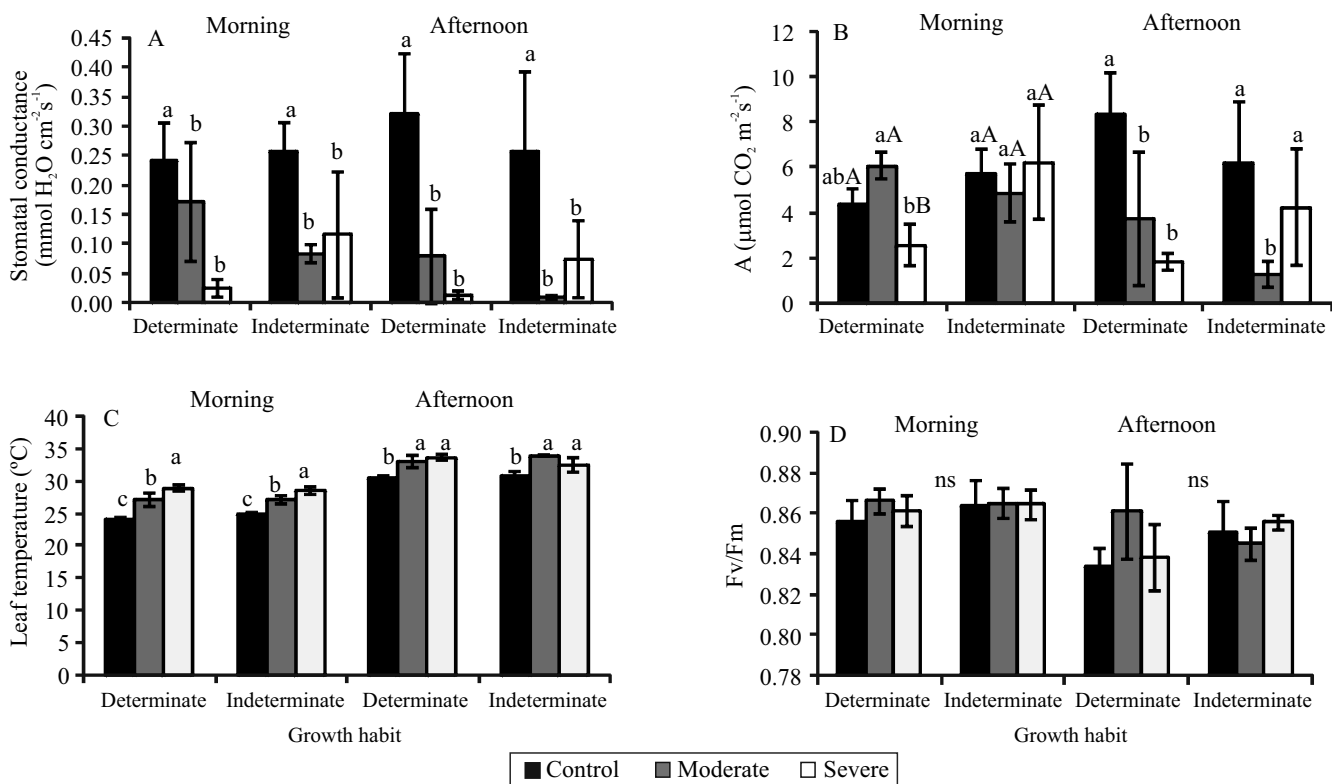 Morning Afternoon
A
Stomatal conductance
(mmol H₂O cm⁻²s⁻¹)
0.45
0.40
0.35
0.30
0.25
0.20
0.15
0.10
0.05
0.00
a b b a b b a b b a b b
Determinate Indeterminate Determinate Indeterminate
Morning Afternoon
B
A (µmol CO₂ m⁻²s⁻¹)
12
10
8
6
4
2
0
abA aA bB aA aA aA a b b a b a
Determinate Indeterminate Determinate Indeterminate
Morning Afternoon
C
Leaf temperature (ºC)
40
35
30
25
20
15
10
5
0
c b a c b a b a a b a a
Determinate Indeterminate Determinate Indeterminate
Growth habit
Morning Afternoon
D
Fv/Fm
0.90
0.88
0.86
0.84
0.82
0.80
0.78
ns ns
Determinate Indeterminate Determinate Indeterminate
Growth habit
Control Moderate Severe